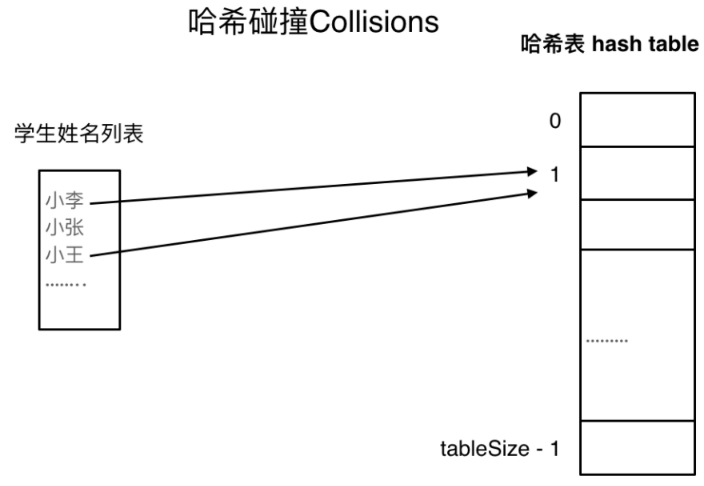 哈希碰撞Collisions
哈希表 hash table
学生姓名列表
小李
小张
小王
........
0
1
.........
tableSize - 1